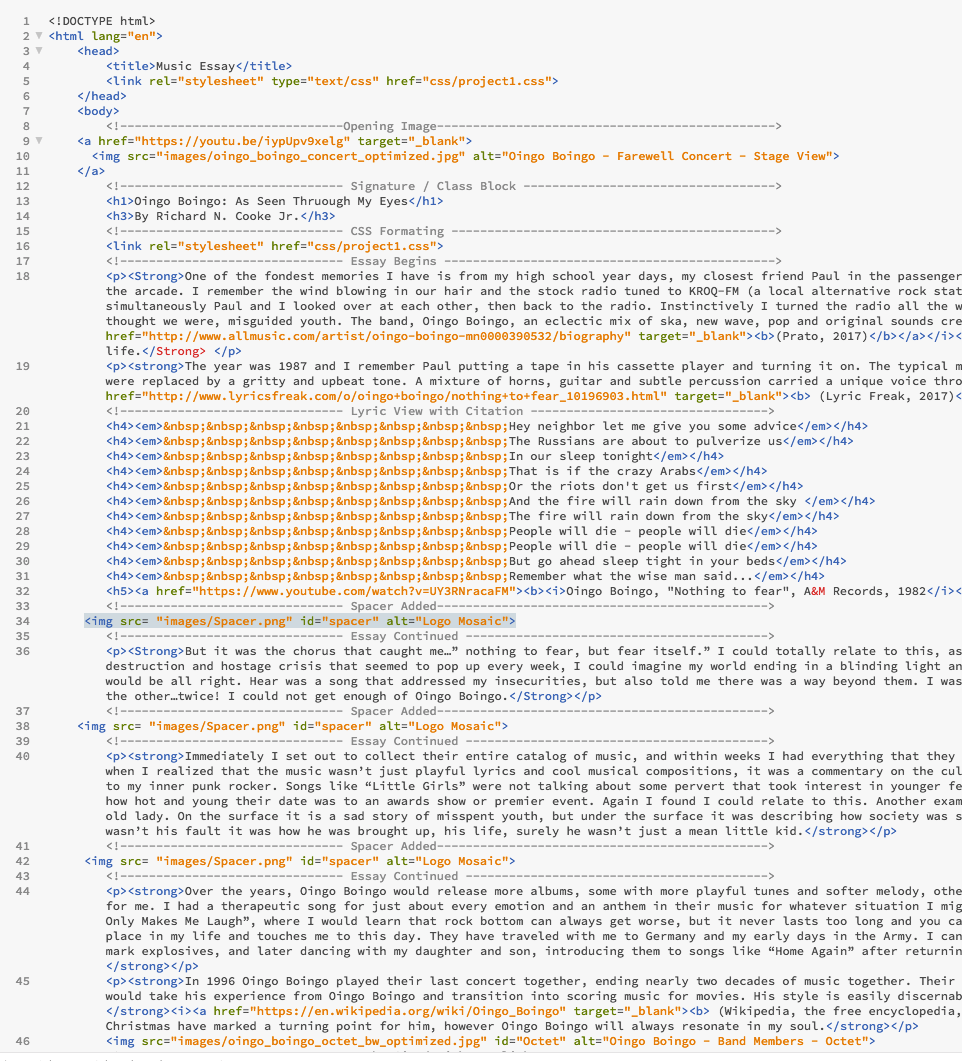 1 <!DOCTYPE html>
2 <html lang="en">
3 <head>
4 <title>Music Essay</title>
5 <link rel="stylesheet" type="text/css" href="css/project1.css">
6 </head>
7 <body>
8 <!-------------------------------Opening Image----------------------------------------------->
9 <a href="https://youtu.be/iypUpv9xelg" target="_blank">
10 <img src="images/oingo_boingo_concert_optimized.jpg" alt="Oingo Boingo - Farewell Concert - Stage View">
11 </a>
12 <!------------------------------- Signature / Class Block ----------------------------------->
13 <h1>Oingo Boingo: As Seen Thruough My Eyes</h1>
14 <h3>By Richard N. Cooke Jr.</h3>
15 <!------------------------------- CSS Formating --------------------------------------------->
16 <link rel="stylesheet" href="css/project1.css">
17 <!------------------------------- Essay Begins ---------------------------------------------->
18 <p><Strong>One of the fondest memories I have is from my high school year days, my closest friend Paul in the passenger
the arcade. I remember the wind blowing in our hair and the stock radio tuned to KROQ-FM (a local alternative rock stat
simultaneously Paul and I looked over at each other, then back to the radio. Instinctively I turned the radio all the w
thought we were, misguided youth. The band, Oingo Boingo, an eclectic mix of ska, new wave, pop and original sounds cre
href="http://www.allmusic.com/artist/oingo-boingo-mn0000390532/biography" target="_blank"><b>(Prato, 2017)</b></a></i><
life.</Strong> </p>
19 <p><strong>The year was 1987 and I remember Paul putting a tape in his cassette player and turning it on. The typical m
were replaced by a gritty and upbeat tone. A mixture of horns, guitar and subtle percussion carried a unique voice thro
href="http://www.lyricsfreak.com/o/oingo+boingo/nothing+to+fear_10196903.html" target="_blank"><b> (Lyric Freak, 2017)<
20 <!------------------------------- Lyric View with Citation --------------------------------->
21 <h4><em>&nbsp;&nbsp;&nbsp;&nbsp;&nbsp;&nbsp;&nbsp;&nbsp;Hey neighbor let me give you some advice</em></h4>
22 <h4><em>&nbsp;&nbsp;&nbsp;&nbsp;&nbsp;&nbsp;&nbsp;&nbsp;The Russians are about to pulverize us</em></h4>
23 <h4><em>&nbsp;&nbsp;&nbsp;&nbsp;&nbsp;&nbsp;&nbsp;&nbsp;In our sleep tonight</em></h4>
24 <h4><em>&nbsp;&nbsp;&nbsp;&nbsp;&nbsp;&nbsp;&nbsp;&nbsp;That is if the crazy Arabs</em></h4>
25 <h4><em>&nbsp;&nbsp;&nbsp;&nbsp;&nbsp;&nbsp;&nbsp;&nbsp;Or the riots don't get us first</em></h4>
26 <h4><em>&nbsp;&nbsp;&nbsp;&nbsp;&nbsp;&nbsp;&nbsp;&nbsp;And the fire will rain down from the sky </em></h4>
27 <h4><em>&nbsp;&nbsp;&nbsp;&nbsp;&nbsp;&nbsp;&nbsp;&nbsp;The fire will rain down from the sky</em></h4>
28 <h4><em>&nbsp;&nbsp;&nbsp;&nbsp;&nbsp;&nbsp;&nbsp;&nbsp;People will die - people will die</em></h4>
29 <h4><em>&nbsp;&nbsp;&nbsp;&nbsp;&nbsp;&nbsp;&nbsp;&nbsp;People will die - people will die</em></h4>
30 <h4><em>&nbsp;&nbsp;&nbsp;&nbsp;&nbsp;&nbsp;&nbsp;&nbsp;But go ahead sleep tight in your beds</em></h4>
31 <h4><em>&nbsp;&nbsp;&nbsp;&nbsp;&nbsp;&nbsp;&nbsp;&nbsp;Remember what the wise man said...</em></h4>
32 <h5><a href="https://www.youtube.com/watch?v=UY3RNracaFM"><b><i>Oingo Boingo, "Nothing to fear", A&M Records, 1982</i><
33 <!------------------------------- Spacer Added---------------------------------------------->
34 <img src= "images/Spacer.png" id="spacer" alt="Logo Mosaic">
35 <!------------------------------- Essay Continued ------------------------------------------>
36 <p><Strong>But it was the chorus that caught me…” nothing to fear, but fear itself.” I could totally relate to this, as
destruction and hostage crisis that seemed to pop up every week, I could imagine my world ending in a blinding light an
would be all right. Hear was a song that addressed my insecurities, but also told me there was a way beyond them. I was
the other…twice! I could not get enough of Oingo Boingo.</Strong></p>
37 <!------------------------------- Spacer Added---------------------------------------------->
38 <img src= "images/Spacer.png" id="spacer" alt="Logo Mosaic">
39 <!------------------------------- Essay Continued ------------------------------------------>
40 <p><strong>Immediately I set out to collect their entire catalog of music, and within weeks I had everything that they
when I realized that the music wasn’t just playful lyrics and cool musical compositions, it was a commentary on the cul
to my inner punk rocker. Songs like “Little Girls” were not talking about some pervert that took interest in younger fe
how hot and young their date was to an awards show or premier event. Again I found I could relate to this. Another exam
old lady. On the surface it is a sad story of misspent youth, but under the surface it was describing how society was s
wasn’t his fault it was how he was brought up, his life, surely he wasn’t just a mean little kid.</strong></p>
41 <!------------------------------- Spacer Added---------------------------------------------->
42 <img src= "images/Spacer.png" id="spacer" alt="Logo Mosaic">
43 <!------------------------------- Essay Continued ------------------------------------------>
44 <p><strong>Over the years, Oingo Boingo would release more albums, some with more playful tunes and softer melody, othe
for me. I had a therapeutic song for just about every emotion and an anthem in their music for whatever situation I mig
Only Makes Me Laugh”, where I would learn that rock bottom can always get worse, but it never lasts too long and you ca
place in my life and touches me to this day. They have traveled with me to Germany and my early days in the Army. I can
mark explosives, and later dancing with my daughter and son, introducing them to songs like “Home Again” after returnin
</strong></p>
45 <p><strong>In 1996 Oingo Boingo played their last concert together, ending nearly two decades of music together. Their
would take his experience from Oingo Boingo and transition into scoring music for movies. His style is easily discernab
</strong><i><a href="https://en.wikipedia.org/wiki/Oingo_Boingo" target="_blank"><b> (Wikipedia, the free encyclopedia,
Christmas have marked a turning point for him, however Oingo Boingo will always resonate in my soul.</strong></p>
46 <img src="images/oingo_boingo_octet_bw_optimized.jpg" id="Octet" alt="Oingo Boingo - Band Members - Octet">